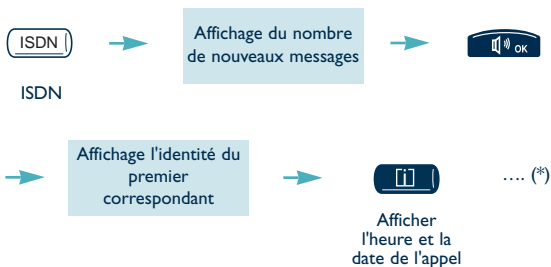 ISDN
Affichage du nombre
de nouveaux messages
OK
ISDN
Affichage l'identité du
premier
correspondant
[i]
.... (*)
Afficher
l'heure et la
date de l'appel